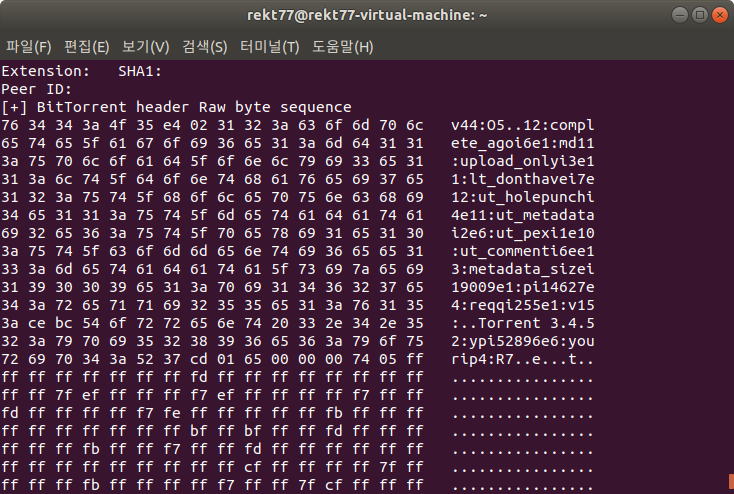 rekt77@rekt77-virtual-machine: ~
파일(F) 편집(E) 보기(V) 검색(S) 터미널(T) 도움말(H)
Extension:   SHA1:
Peer ID:
[+] BitTorrent header Raw byte sequence
76 34 34 3a 4f 35 e4 02 31 32 3a 63 6f 6d 70 6c   v44:O5..12:compl
65 74 65 5f 61 67 6f 69 36 65 31 3a 6d 64 31 31   ete_agoi6e1:md11
3a 75 70 6c 6f 61 64 5f 6f 6e 6c 79 69 33 65 31   :upload_onlyi3e1
31 3a 6c 74 5f 64 6f 6e 74 68 61 76 65 69 37 65   1:lt_donthavei7e
31 32 3a 75 74 5f 68 6f 6c 65 70 75 6e 63 68 69   12:ut_holepunchi
34 65 31 31 3a 75 74 5f 6d 65 74 61 64 61 74 61   4e11:ut_metadata
69 32 65 36 3a 75 74 5f 70 65 78 69 31 65 31 30   i2e6:ut_pexi1e10
3a 75 74 5f 63 6f 6d 6d 65 6e 74 69 36 65 65 31   :ut_commenti6ee1
33 3a 6d 65 74 61 64 61 74 61 5f 73 69 7a 65 69   3:metadata_sizei
31 39 30 30 39 65 31 3a 70 69 31 34 36 32 37 65   19009e1:pi14627e
34 3a 72 65 71 71 69 32 35 35 65 31 3a 76 31 35   4:reqqi255e1:v15
3a ce bc 54 6f 72 72 65 6e 74 20 33 2e 34 2e 35   :..Torrent 3.4.5
32 3a 79 70 69 35 32 38 39 36 65 36 3a 79 6f 75   2:ypi52896e6:you
72 69 70 34 3a 52 37 cd 01 65 00 00 00 74 05 ff   rip4:R7..e...t..
ff ff ff ff ff ff ff fd ff ff ff ff ff ff ff ff   ................
ff ff 7f ef ff ff ff f7 ef ff ff ff ff f7 ff ff   ................
fd ff ff ff ff f7 fe ff ff ff ff ff fb ff ff ff   ................
ff ff ff ff ff ff ff bf ff bf ff ff fd ff ff ff   ................
ff ff ff fb ff ff f7 ff ff fd ff ff ff ff ff ff   ................
ff ff ff ff ff ff ff ff ff cf ff ff ff ff 7f ff   ................
ff ff ff fb ff ff ff ff f7 ff ff 7f cf ff ff ff   ................